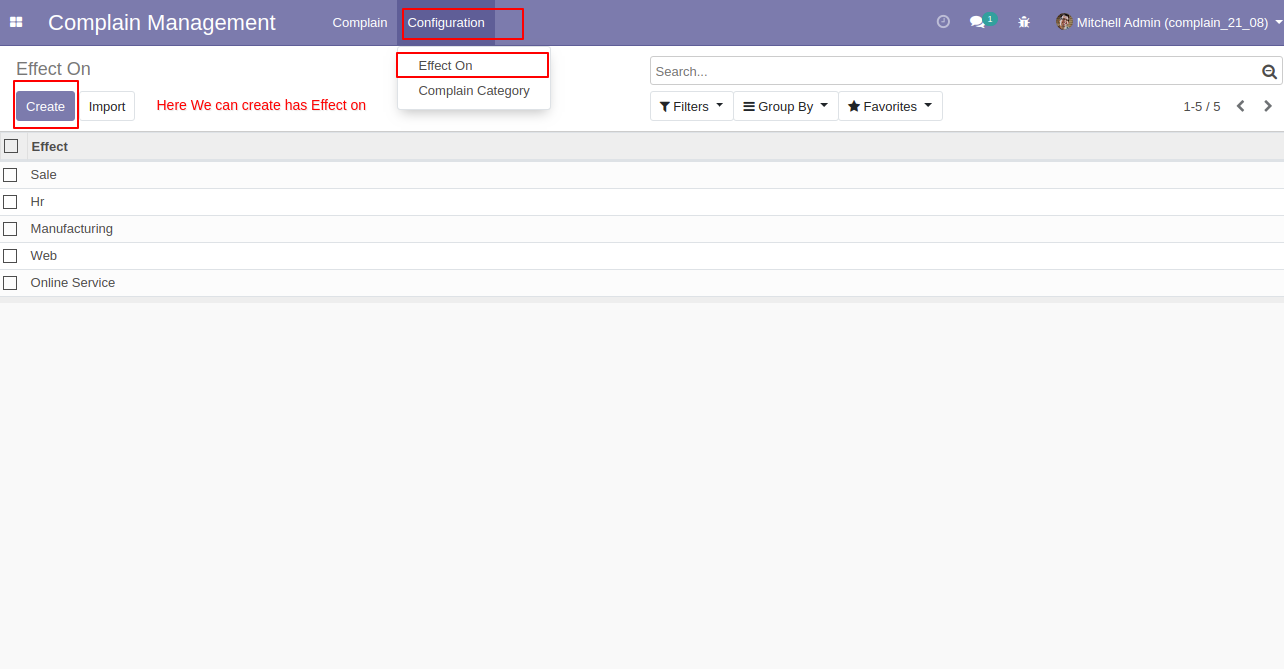 Complain Management
Complain
Configuration
1
Mitchell Admin (complain_21_08)
Effect On
Effect On
Complain Category
Search...
Create
Import
Here We can create has Effect on
Filters
Group By
Favorites
1-5 / 5
Effect
Sale
Hr
Manufacturing
Web
Online Service